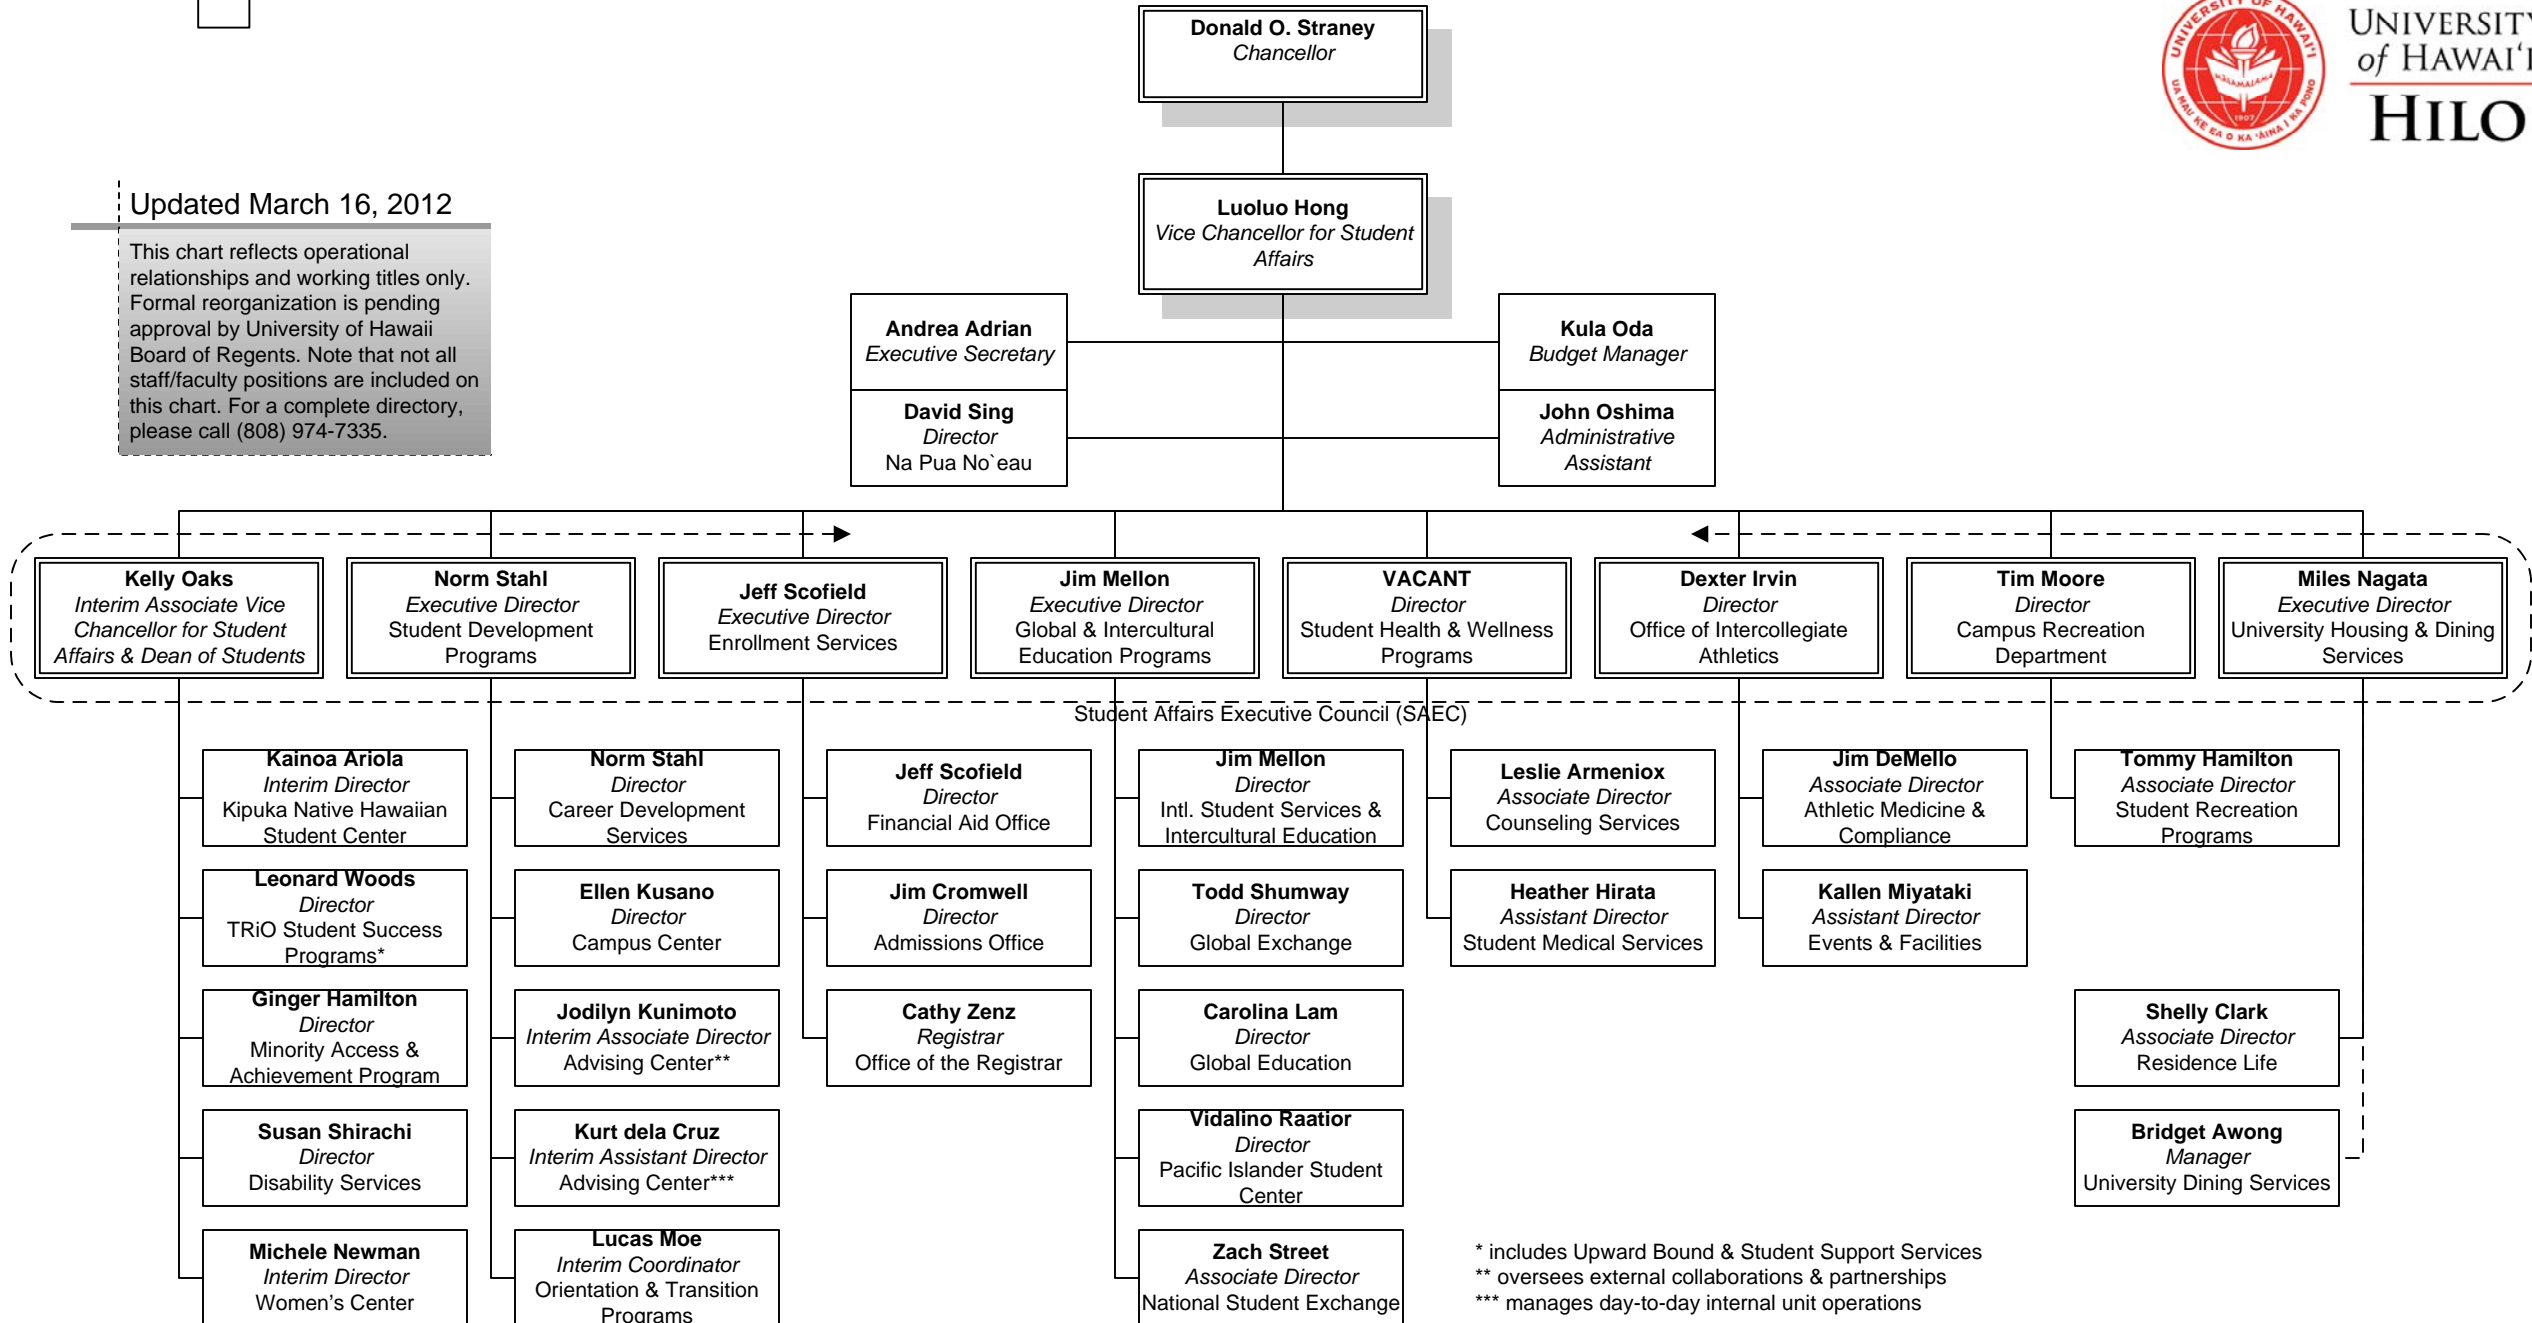 Donald O. Straney
Chancellor
UNIVERSITY OF HAWAI'I
UA MAU KE EA O KA 'ĀINA I KA PONO
MALAMALAMA
1907
UNIVERSITY
of HAWAI'I
HILO
Updated March 16, 2012
This chart reflects operational
relationships and working titles only.
Formal reorganization is pending
approval by University of Hawaii
Board of Regents. Note that not all
staff/faculty positions are included on
this chart. For a complete directory,
please call (808) 974-7335.
Luoluo Hong
Vice Chancellor for Student
Affairs
Andrea Adrian
Executive Secretary
Kula Oda
Budget Manager
David Sing
Director
Na Pua No`eau
John Oshima
Administrative
Assistant
Kelly Oaks
Interim Associate Vice
Chancellor for Student
Affairs & Dean of Students
Norm Stahl
Executive Director
Student Development
Programs
Jeff Scofield
Executive Director
Enrollment Services
Jim Mellon
Executive Director
Global & Intercultural
Education Programs
VACANT
Director
Student Health & Wellness
Programs
Dexter Irvin
Director
Office of Intercollegiate
Athletics
Tim Moore
Director
Campus Recreation
Department
Miles Nagata
Executive Director
University Housing & Dining
Services
Student Affairs Executive Council (SAEC)
Kainoa Ariola
Interim Director
Kipuka Native Hawaiian
Student Center
Norm Stahl
Director
Career Development
Services
Jeff Scofield
Director
Financial Aid Office
Jim Mellon
Director
Intl. Student Services &
Intercultural Education
Leslie Armeniox
Associate Director
Counseling Services
Jim DeMello
Associate Director
Athletic Medicine &
Compliance
Tommy Hamilton
Associate Director
Student Recreation
Programs
Leonard Woods
Director
TRiO Student Success
Programs*
Ellen Kusano
Director
Campus Center
Jim Cromwell
Director
Admissions Office
Todd Shumway
Director
Global Exchange
Heather Hirata
Assistant Director
Student Medical Services
Kallen Miyataki
Assistant Director
Events & Facilities
Ginger Hamilton
Director
Minority Access &
Achievement Program
Jodilyn Kunimoto
Interim Associate Director
Advising Center**
Cathy Zenz
Registrar
Office of the Registrar
Carolina Lam
Director
Global Education
Shelly Clark
Associate Director
Residence Life
Susan Shirachi
Director
Disability Services
Kurt dela Cruz
Interim Assistant Director
Advising Center***
Vidalino Raatior
Director
Pacific Islander Student
Center
Bridget Awong
Manager
University Dining Services
Michele Newman
Interim Director
Women's Center
Lucas Moe
Interim Coordinator
Orientation & Transition
Programs
Zach Street
Associate Director
National Student Exchange
* includes Upward Bound & Student Support Services
** oversees external collaborations & partnerships
*** manages day-to-day internal unit operations